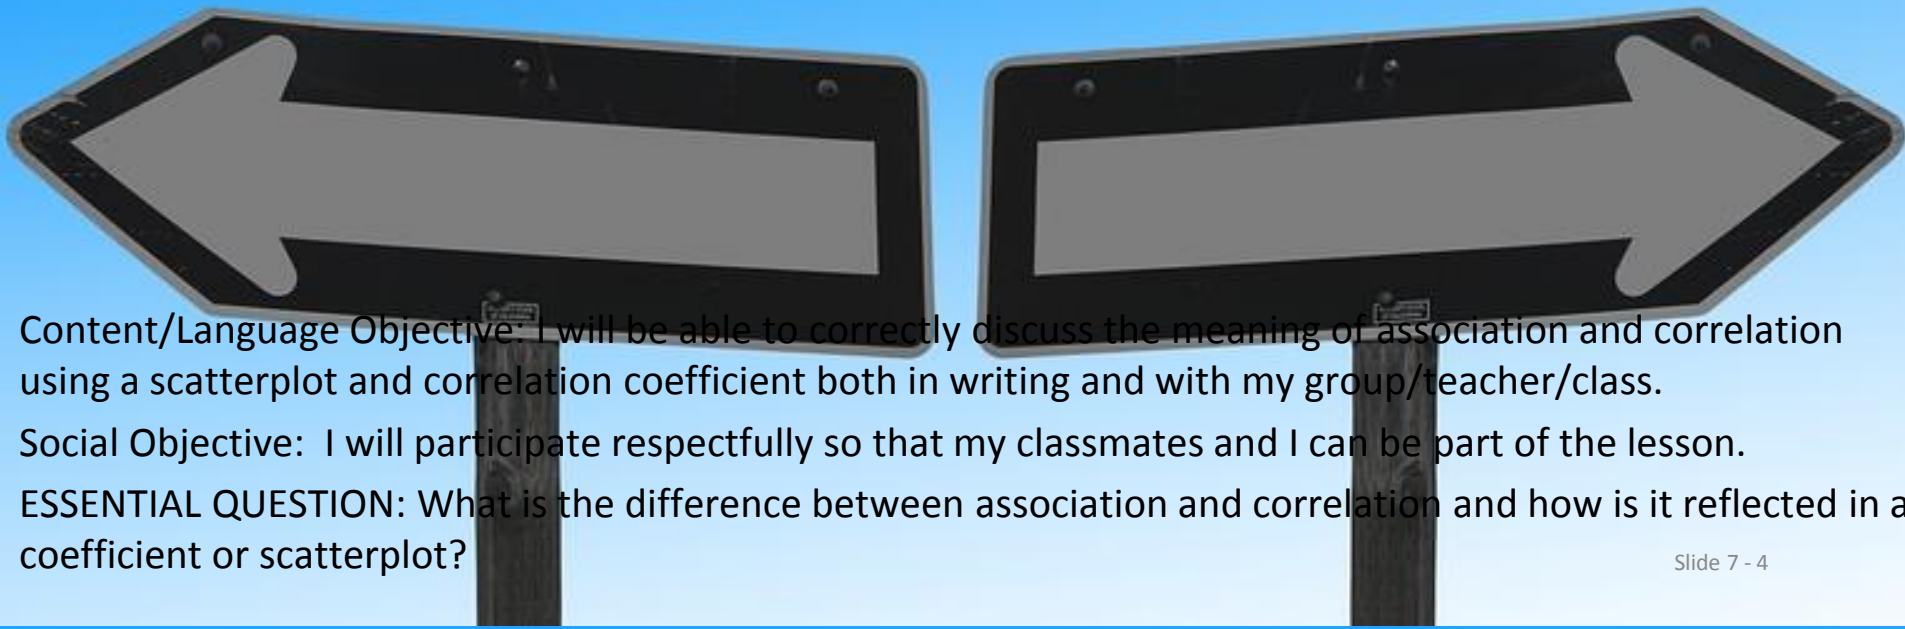 Content/Language Objective: I will be able to correctly discuss the meaning of association and correlation
using a scatterplot and correlation coefficient both in writing and with my group/teacher/class.
Social Objective:  I will participate respectfully so that my classmates and I can be part of the lesson.
ESSENTIAL QUESTION: What is the difference between association and correlation and how is it reflected in a
coefficient or scatterplot?
Slide 7 - 4